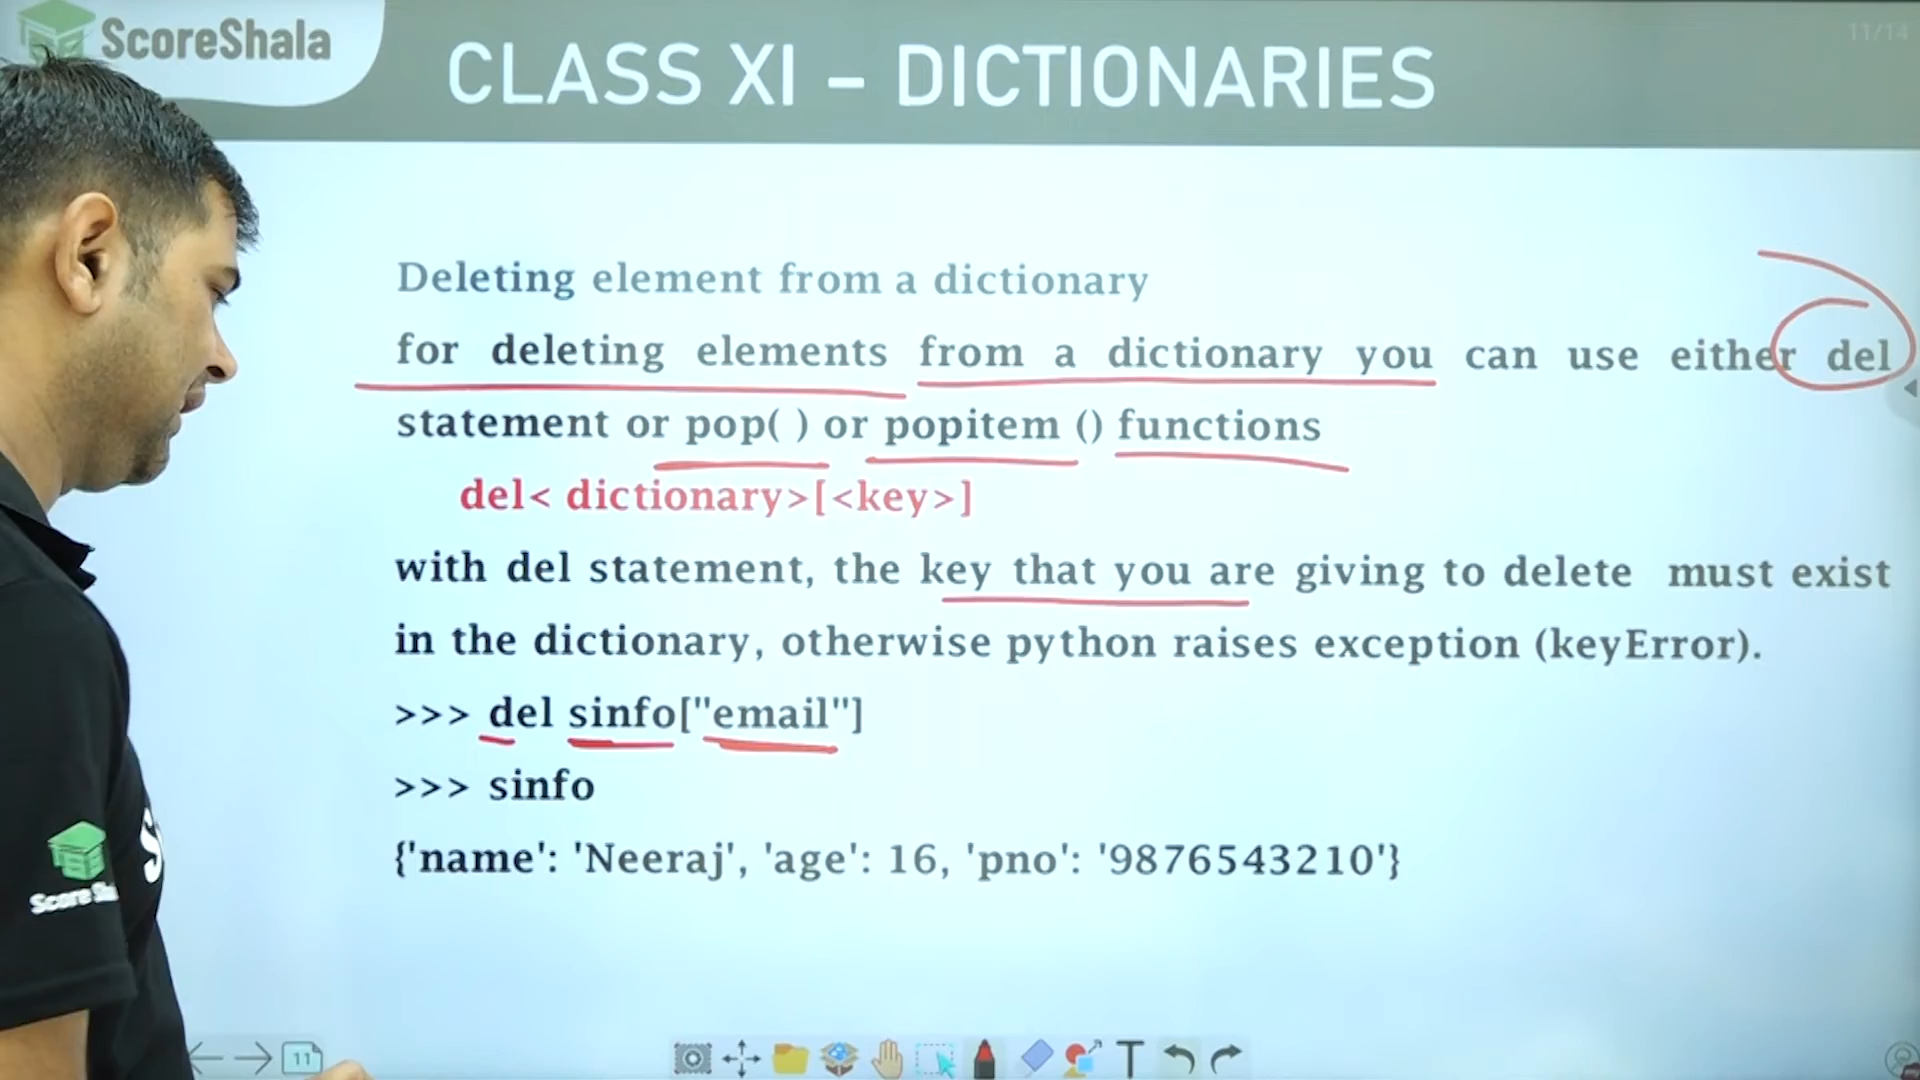 ScoreShala
CLASS XI – DICTIONARIES
11/14
Deleting element from a dictionary
for deleting elements from a dictionary you can use either del
statement or pop( ) or popitem () functions
del< dictionary>[<key>]
with del statement, the key that you are giving to delete must exist
in the dictionary, otherwise python raises exception (keyError).
>>> del sinfo["email"]
>>> sinfo
{'name': 'Neeraj', 'age': 16, 'pno': '9876543210'}
Score
11
T